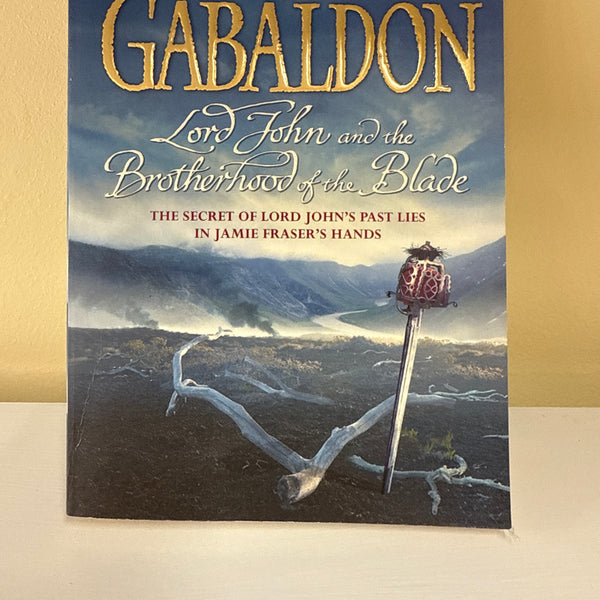 GABALDON
Lord John and the
Brotherhood of the Blade
THE SECRET OF LORD JOHN'S PAST LIES
IN JAMIE FRASER'S HANDS